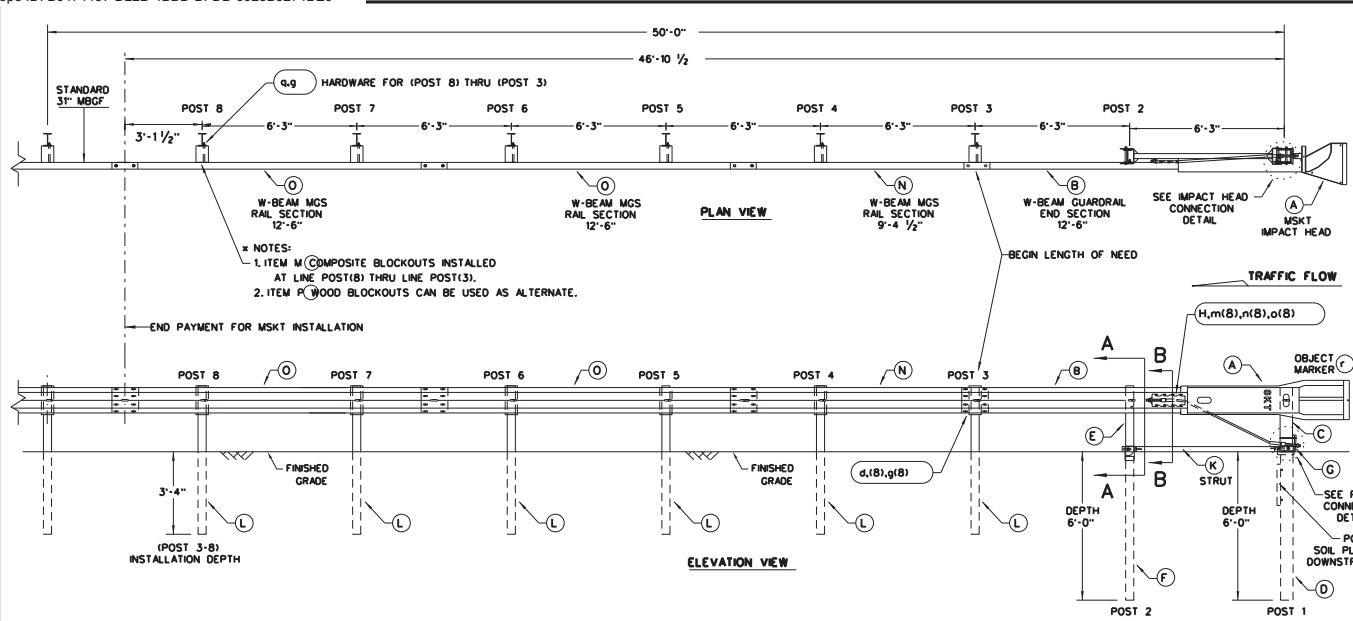 50'-0"
46'-10 1/2
q,g HARDWARE FOR (POST 8) THRU (POST 3)
STANDARD
31" MBGF
POST 8
POST 7
POST 6
POST 5
POST 4
POST 3
POST 2
3'-1 1/2"
6'-3"
6'-3"
6'-3"
6'-3"
6'-3"
6'-3"
6'-3"
O
W-BEAM MGS
RAIL SECTION
12'-6"
O
W-BEAM MGS
RAIL SECTION
12'-6"
PLAN VIEW
N
W-BEAM MGS
RAIL SECTION
9'-4 1/2"
B
W-BEAM GUARDRAIL
END SECTION
12'-6"
SEE IMPACT HEAD
CONNECTION
DETAIL
A
MSKT
IMPACT HEAD
* NOTES:
1. ITEM M COMPOSITE BLOCKOUTS INSTALLED
AT LINE POST(8) THRU LINE POST(3).
2. ITEM P WOOD BLOCKOUTS CAN BE USED AS ALTERNATE.
BEGIN LENGTH OF NEED
TRAFFIC FLOW
END PAYMENT FOR MSKT INSTALLATION
H,m(8),n(8),o(8)
POST 8
O
POST 7
POST 6
O
POST 5
POST 4
N
POST 3
B
A
B
A
OBJECT
MARKER r
SKT
E
C
G
K
STRUT
A
B
d,(8),g(8)
FINISHED
GRADE
FINISHED
GRADE
3'-4"
L
L
L
L
L
L
(POST 3-8)
INSTALLATION DEPTH
ELEVATION VIEW
DEPTH
6'-0"
DEPTH
6'-0"
SEE
CONNE
DET
SOIL PL
DOWNSTR
F
D
POST 2
POST 1